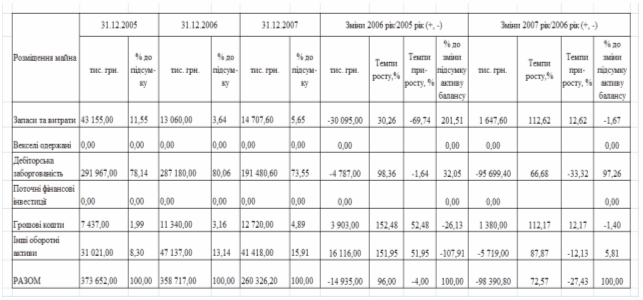 Розміщення майна 31.12.2005 31.12.2006 31.12.2007 Зміни 2006 рік/2005 рік (+, -) Зміни 2007 рік/2006 рік (+, -)
тис. грн. % до підсум-ку тис. грн. % до підсум-ку тис. грн. % до підсум-ку тис. грн. Темпи росту,% Темпи при-росту, % % до зміни підсумку активу балансу тис. грн. Темпи росту,% Темпи при-росту, % % до зміни підсумку активу балансу
Запаси та витрати 43 155,00 11,55 13 060,00 3,64 14 707,60 5,65 -30 095,00 30,26 -69,74 201,51 1 647,60 112,62 12,62 -1,67
Векселі одержані 0,00 0,00 0,00 0,00 0,00 0,00 0,00 0,00 0,00 0,00
Дебіторська заборгованість 291 967,00 78,14 287 180,00 80,06 191 480,60 73,55 -4 787,00 98,36 -1,64 32,05 -95 699,40 66,68 -33,32 97,26
Поточні фінансові інвестиції 0,00 0,00 0,00 0,00 0,00 0,00 0,00 0,00 0,00 0,00
Грошові кошти 7 437,00 1,99 11 340,00 3,16 12 720,00 4,89 3 903,00 152,48 52,48 -26,13 1 380,00 112,17 12,17 -1,40
Інші оборотні активи 31 021,00 8,30 47 137,00 13,14 41 418,00 15,91 16 116,00 151,95 51,95 -107,91 -5 719,00 87,87 -12,13 5,81
РАЗОМ 373 652,00 100,00 358 717,00 100,00 260 326,20 100,00 -14 935,00 96,00 -4,00 100,00 -98 390,80 72,57 -27,43 100,00